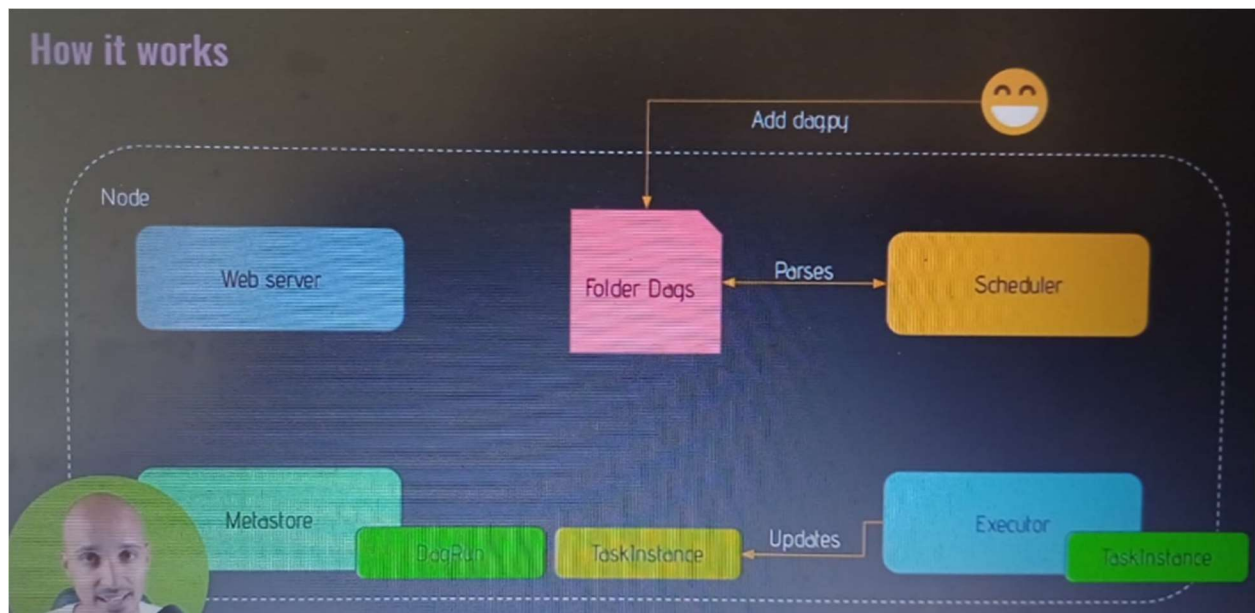 How it works
Add dag.py
Node
Web server
Folder Dags
Parses
Scheduler
Metastore
DagRun
TaskInstance
Updates
Executor
TaskInstance